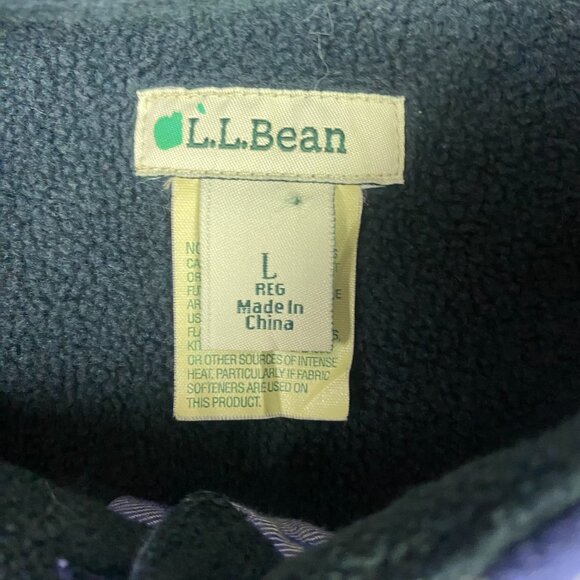 L.L.Bean
L
REG
Made In
China
OR OTHER SOURCES OF INTENSE
HEAT, PARTICULARLY IF FABRIC
SOFTENERS ARE USED ON
THIS PRODUCT.